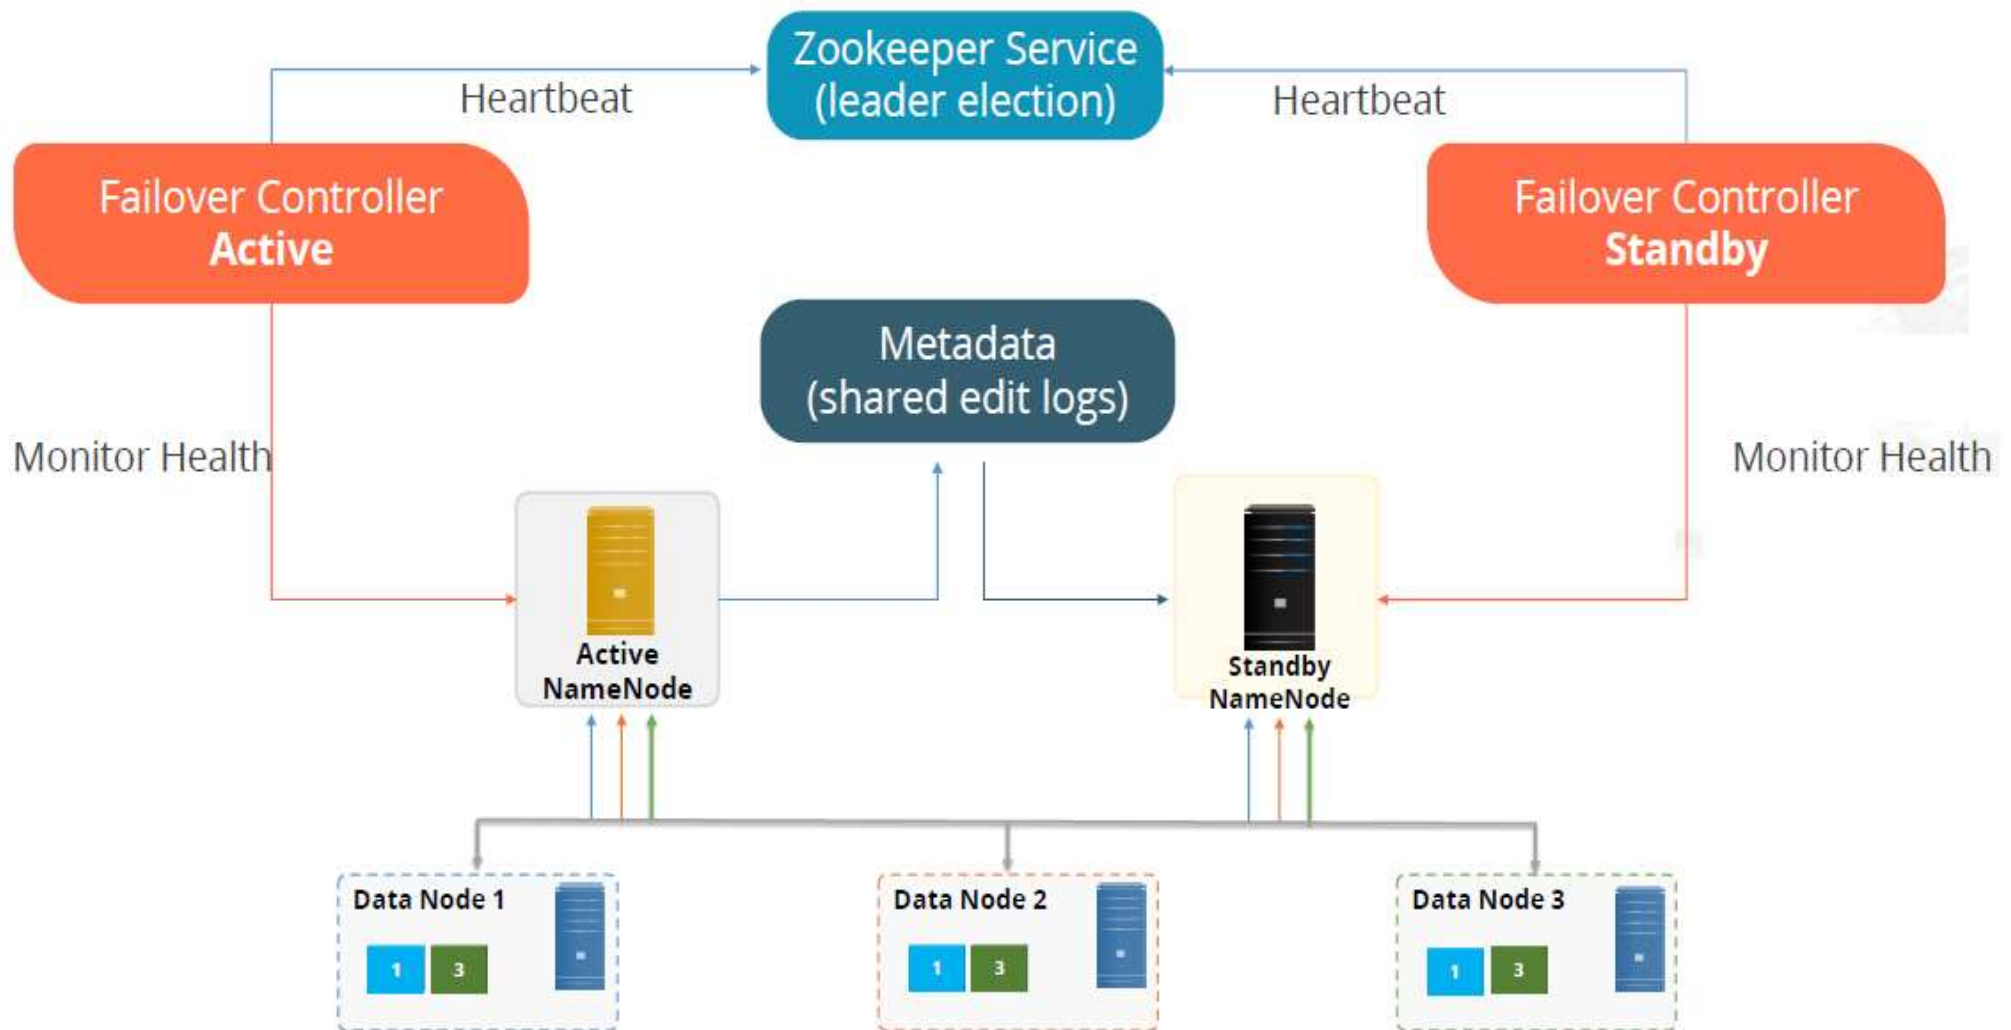 Zookeeper Service
(leader election)
Heartbeat
Heartbeat
Failover Controller
Active
Failover Controller
Standby
Metadata
(shared edit logs)
Monitor Health
Monitor Health
Active
NameNode
Standby
NameNode
Data Node 1
1
3
Data Node 2
1
3
Data Node 3
1
3